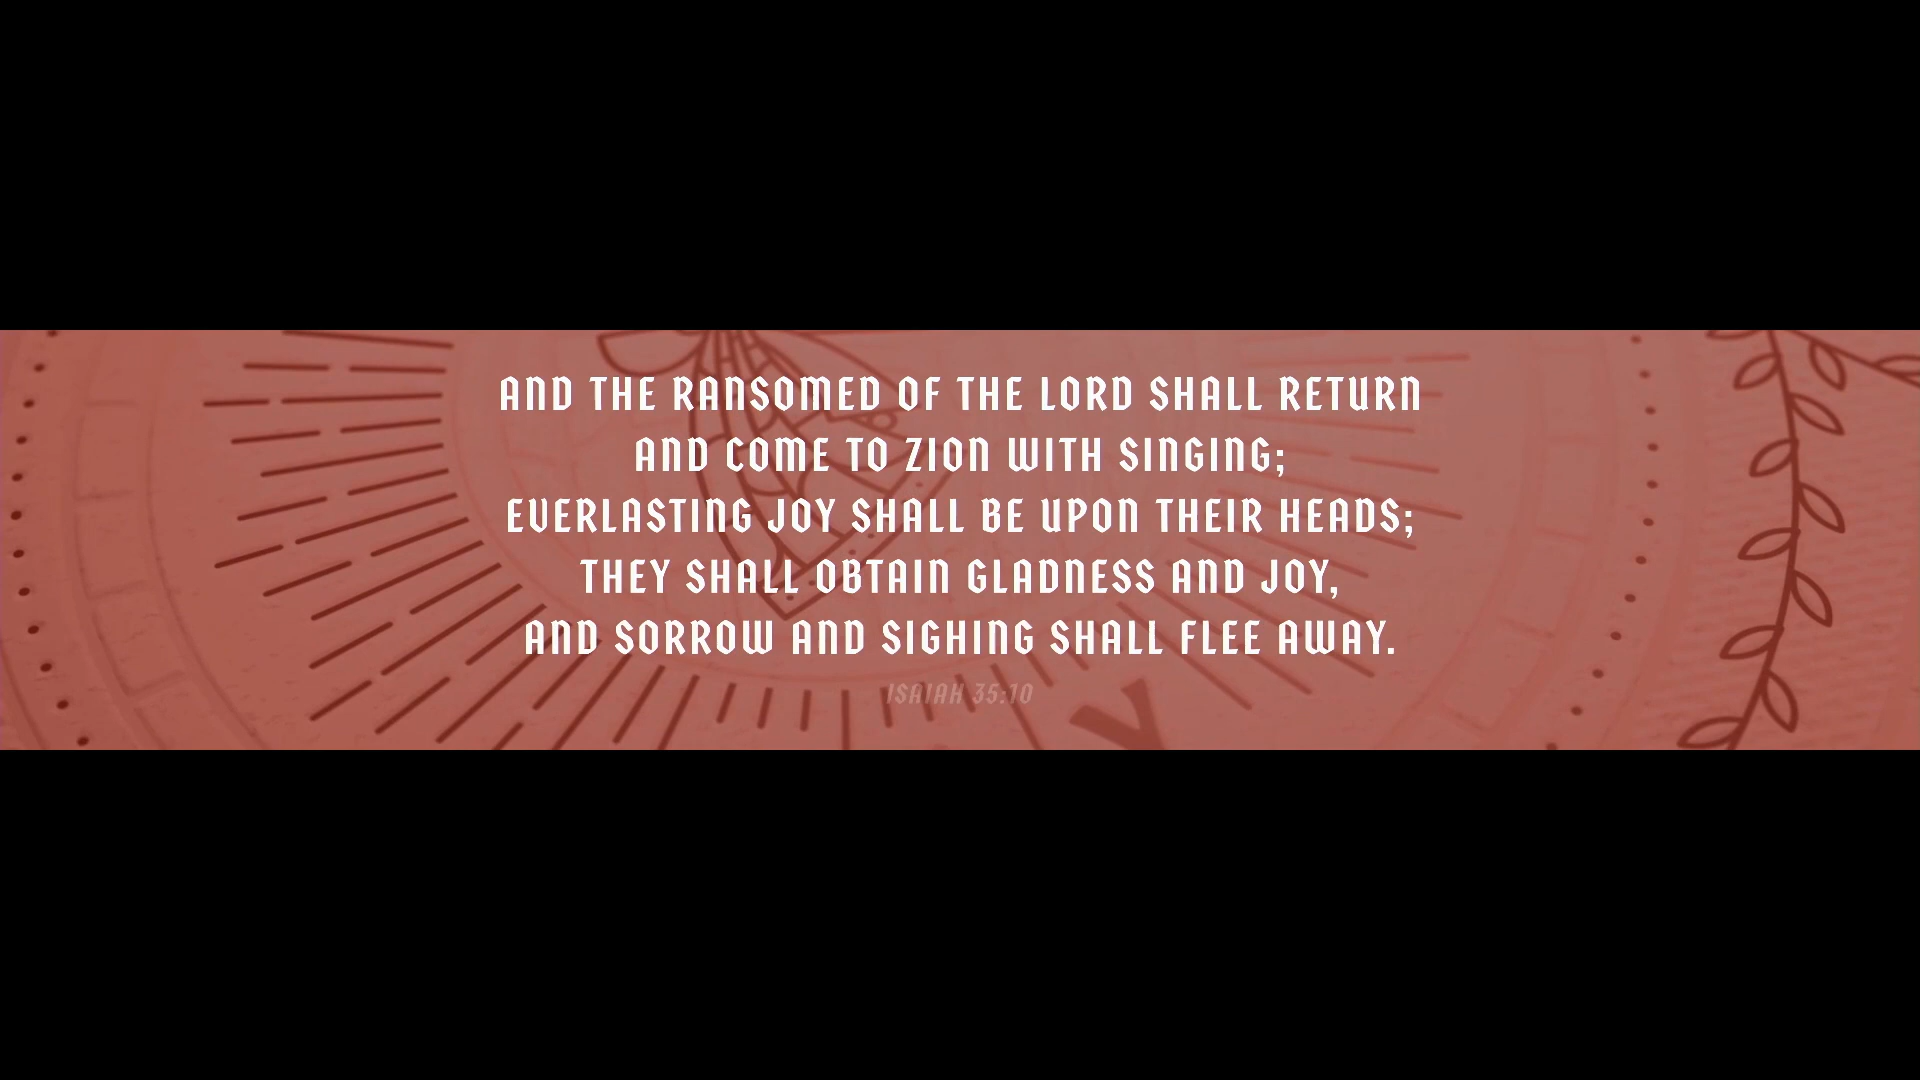 AND THE RANSOMED OF THE LORD SHALL RETURN
AND COME TO ZION WITH SINGING;
EVERLASTING JOY SHALL BE UPON THEIR HEADS;
THEY SHALL OBTAIN GLADNESS AND JOY,
AND SORROW AND SIGHING SHALL FLEE AWAY.
ISAIAH 35:10